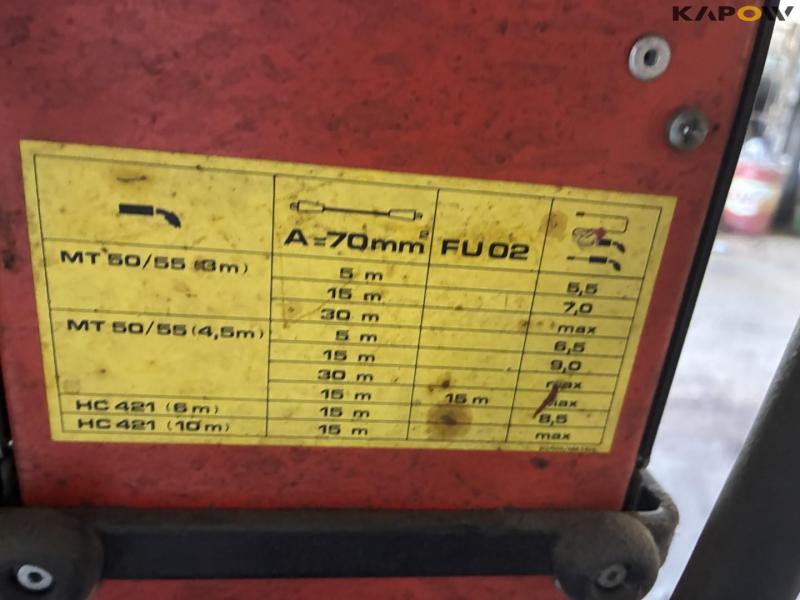 KAPOW
A=70mm² FU 02
MT 50/55 (3m) 5 m 5,5
15 m 7,0
30 m max
MT 50/55 (4,5m) 5 m 6,5
15 m 9,0
30 m max
15 m 15 m max
HC 421 (6 m) 15 m 8,5
HC 421 (10 m) 15 m max